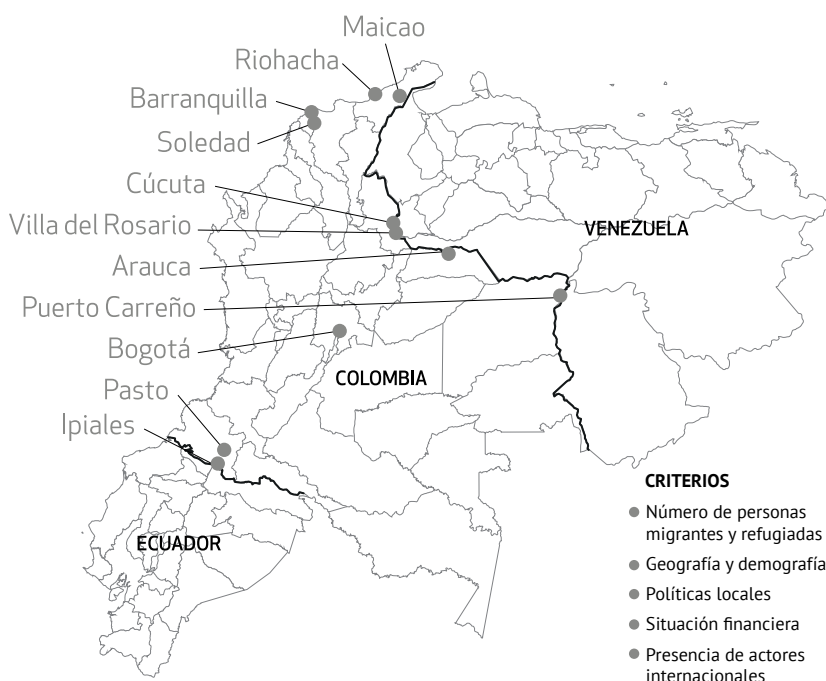 Maicao
Riohacha
Barranquilla
Soledad
Cúcuta
Villa del Rosario
VENEZUELA
Arauca
Puerto Carreño
Bogotá
COLOMBIA
Pasto
Ipiales
ECUADOR
CRITERIOS
Número de personas
migrantes y refugiadas
Geografía y demografía
Políticas locales
Situación financiera
Presencia de actores
internacionales